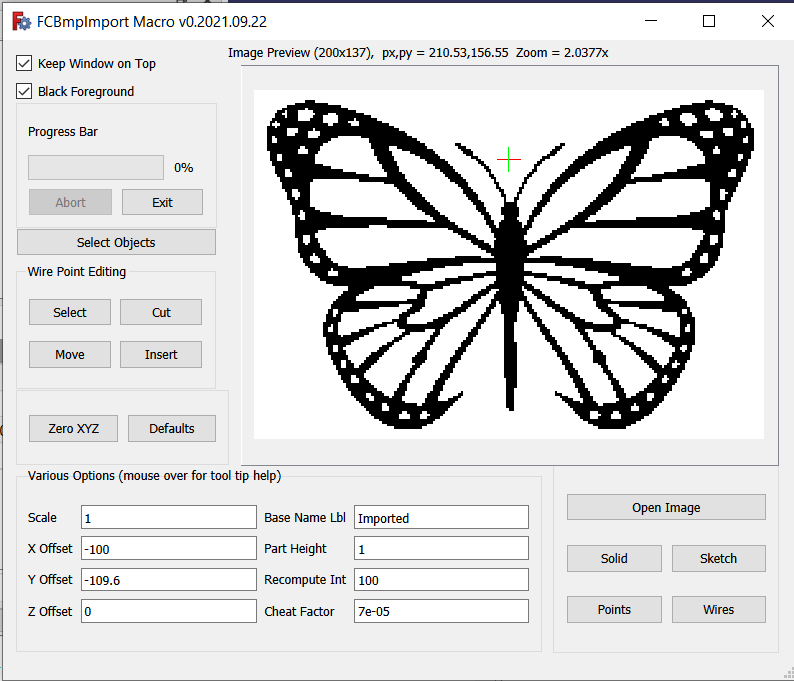 FCBmpImport Macro v0.2021.09.22
Image Preview (200x137), px,py = 210.53,156.55 Zoom = 2.0377x
Keep Window on Top
Black Foreground
Progress Bar
0%
Abort Exit
Select Objects
Wire Point Editing
Select Cut
Move Insert
Zero XYZ Defaults
Various Options (mouse over for tool tip help)
Scale 1 Base Name Lbl Imported
X Offset -100 Part Height 1
Y Offset -109.6 Recompute Int 100
Z Offset 0 Cheat Factor 7e-05
Open Image
Solid Sketch
Points Wires